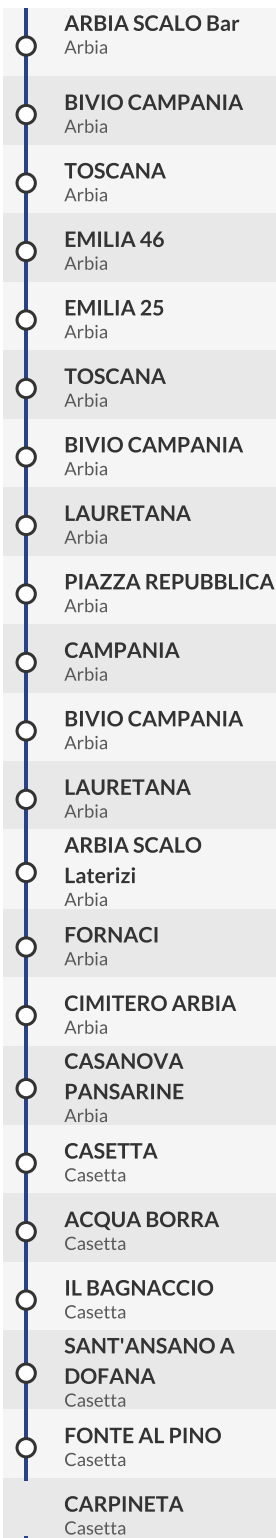 ARBIA SCALO Bar
Arbia
BIVIO CAMPANIA
Arbia
TOSCANA
Arbia
EMILIA 46
Arbia
EMILIA 25
Arbia
TOSCANA
Arbia
BIVIO CAMPANIA
Arbia
LAURETANA
Arbia
PIAZZA REPUBBLICA
Arbia
CAMPANIA
Arbia
BIVIO CAMPANIA
Arbia
LAURETANA
Arbia
ARBIA SCALO
Laterizi
Arbia
FORNACI
Arbia
CIMITERO ARBIA
Arbia
CASANOVA
PANSARINE
Arbia
CASETTA
Casetta
ACQUA BORRA
Casetta
IL BAGNACCIO
Casetta
SANT'ANSANO A
DOFANA
Casetta
FONTE AL PINO
Casetta
CARPINETA
Casetta